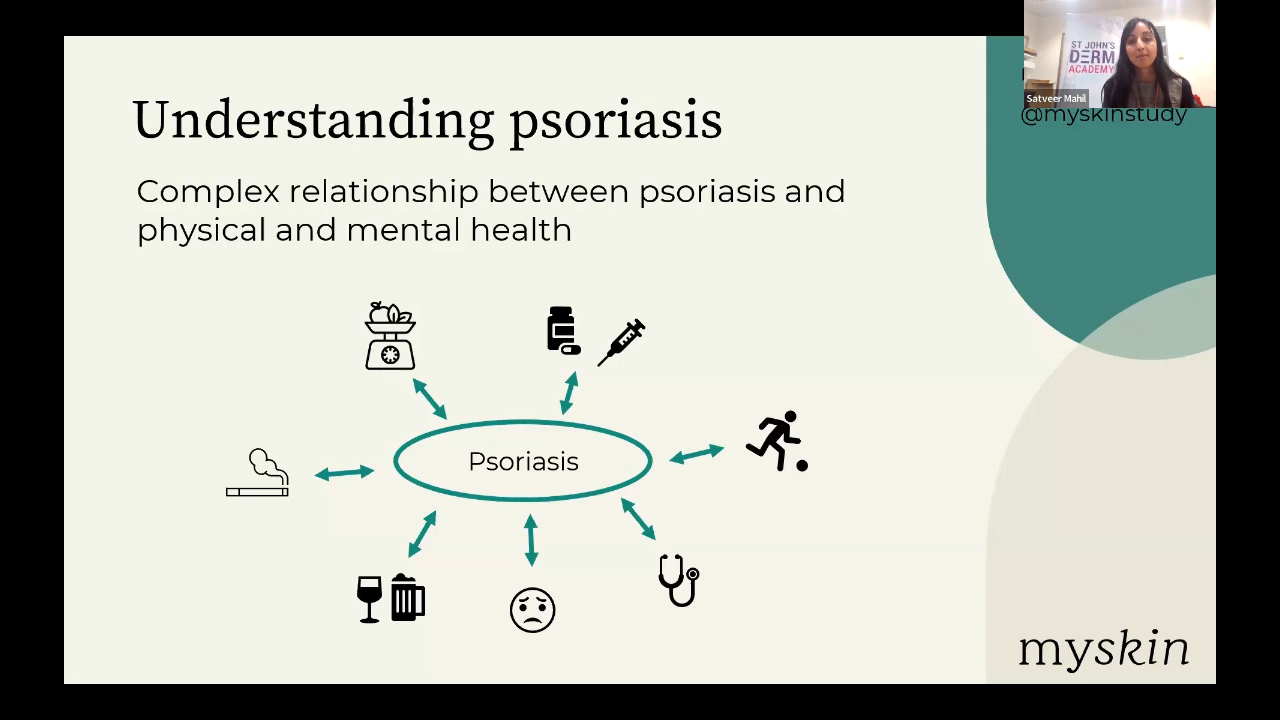 ST JOHN'S
DERM
ACADEMY
Satveer Mahil
@myskinstudy
Understanding psoriasis
Complex relationship between psoriasis and
physical and mental health
Psoriasis
myskin